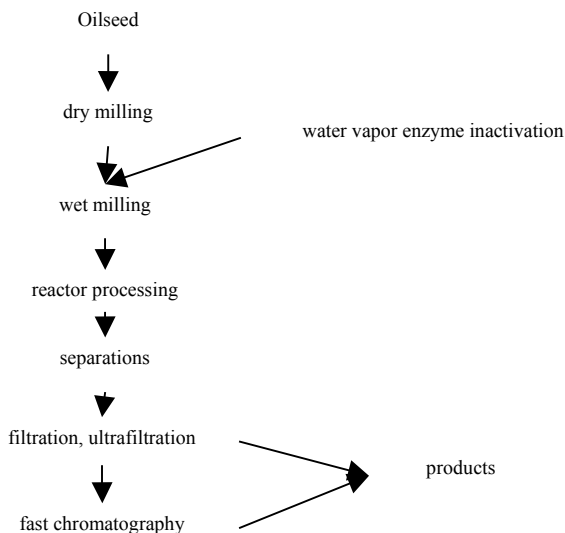 Oilseed
dry milling
water vapor enzyme inactivation
wet milling
reactor processing
separations
filtration, ultrafiltration
products
fast chromatography